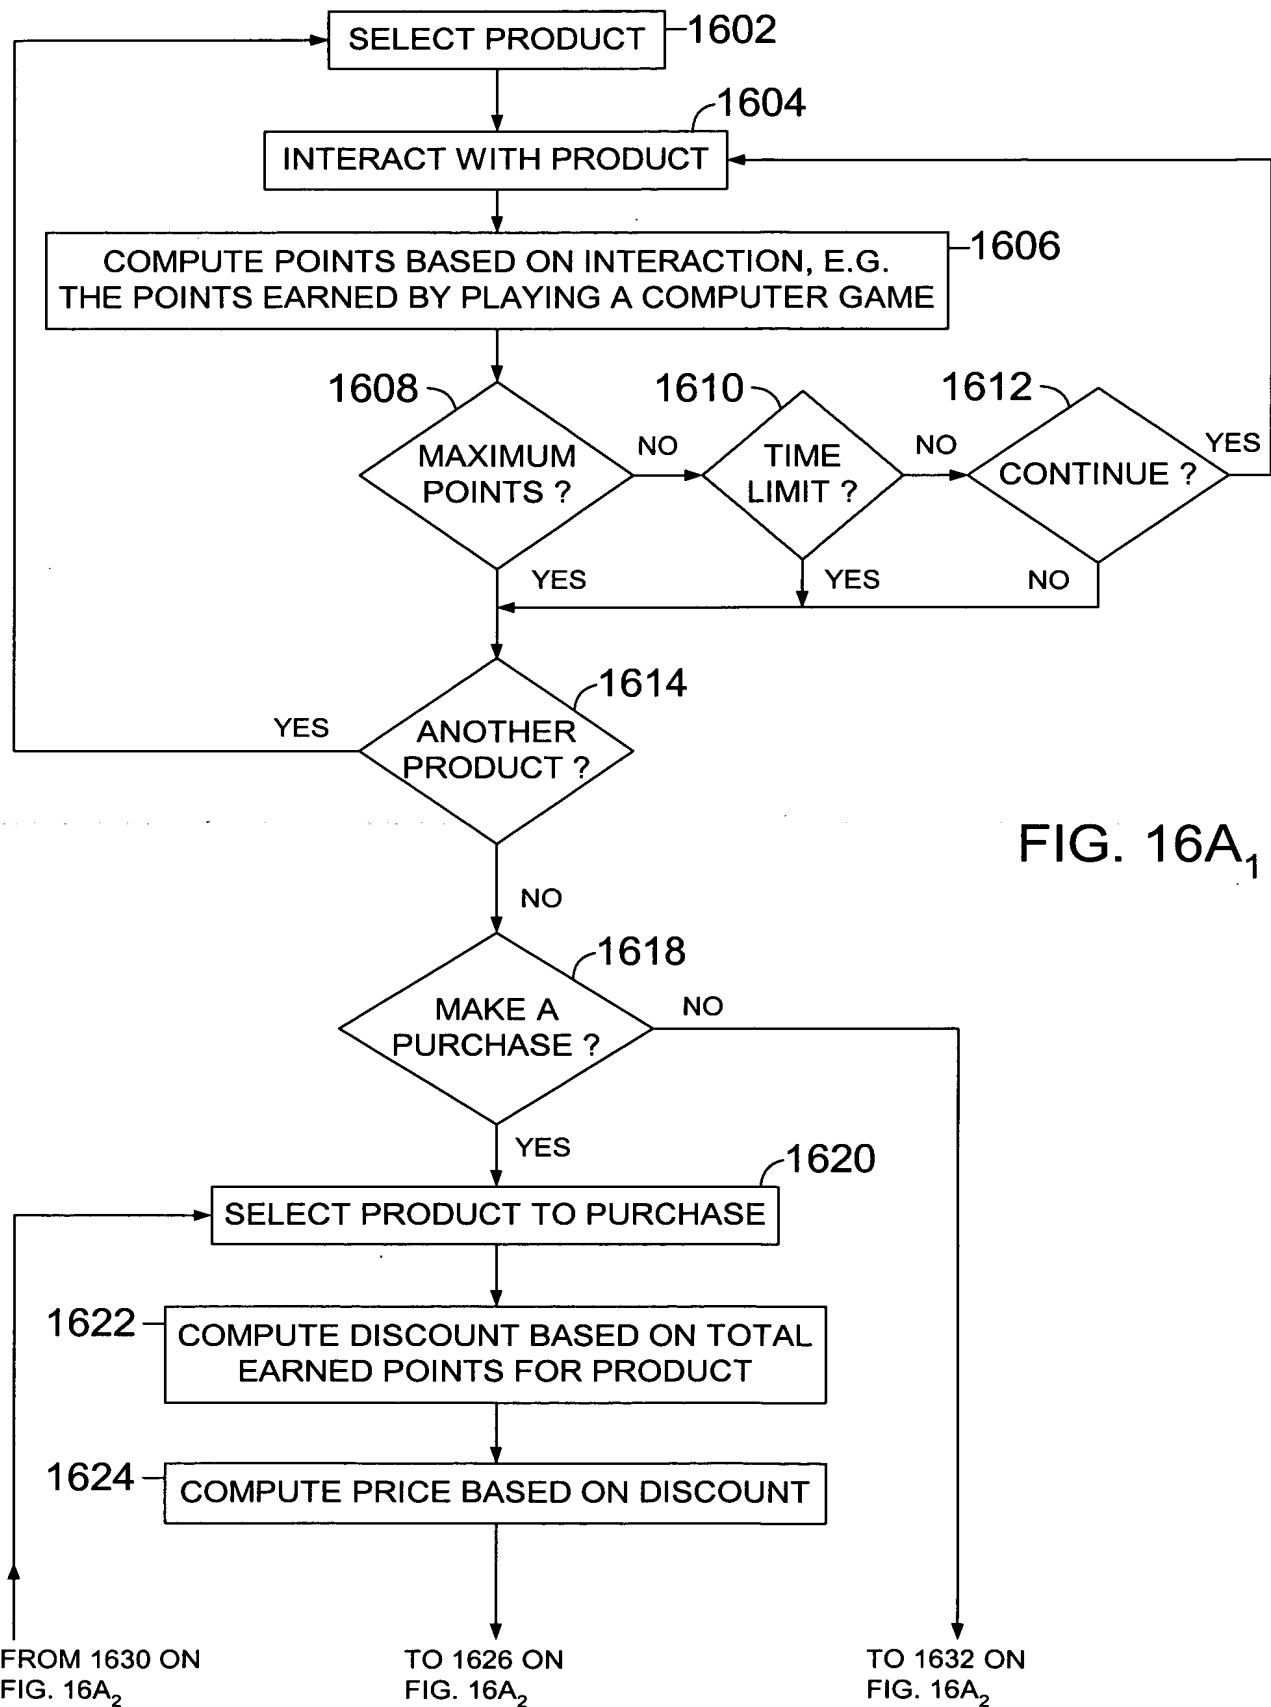 SELECT PRODUCT
1602
1604
INTERACT WITH PRODUCT
1606
COMPUTE POINTS BASED ON INTERACTION, E.G.
THE POINTS EARNED BY PLAYING A COMPUTER GAME
1608
1610
1612
MAXIMUM
POINTS ?
NO
TIME
LIMIT ?
NO
CONTINUE ?
YES
YES
YES
NO
1614
YES
ANOTHER
PRODUCT ?
FIG. 16A₁
NO
1618
MAKE A
PURCHASE ?
NO
YES
1620
SELECT PRODUCT TO PURCHASE
1622
COMPUTE DISCOUNT BASED ON TOTAL
EARNED POINTS FOR PRODUCT
1624
COMPUTE PRICE BASED ON DISCOUNT
FROM 1630 ON
FIG. 16A₂
TO 1626 ON
FIG. 16A₂
TO 1632 ON
FIG. 16A₂